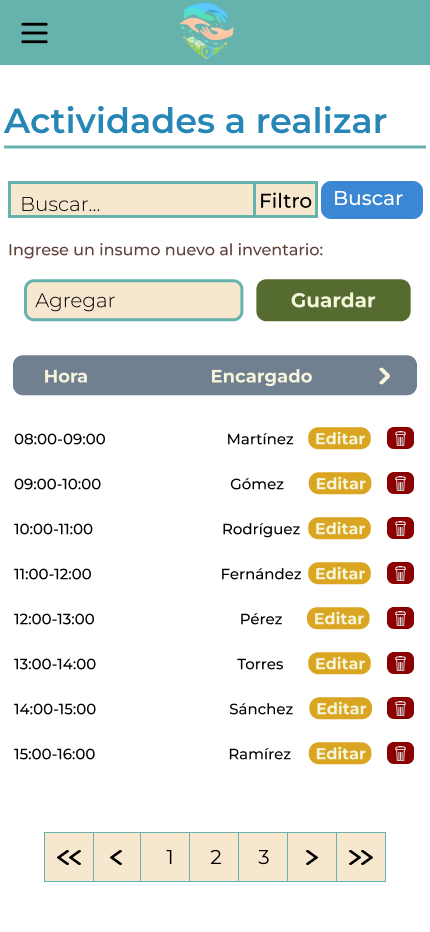 Actividades a realizar
Buscar... Filtro Buscar
Ingrese un insumo nuevo al inventario:
Agregar Guardar
Hora Encargado >
08:00-09:00 Martínez Editar
09:00-10:00 Gómez Editar
10:00-11:00 Rodríguez Editar
11:00-12:00 Fernández Editar
12:00-13:00 Pérez Editar
13:00-14:00 Torres Editar
14:00-15:00 Sánchez Editar
15:00-16:00 Ramírez Editar
<< < 1 2 3 > >>